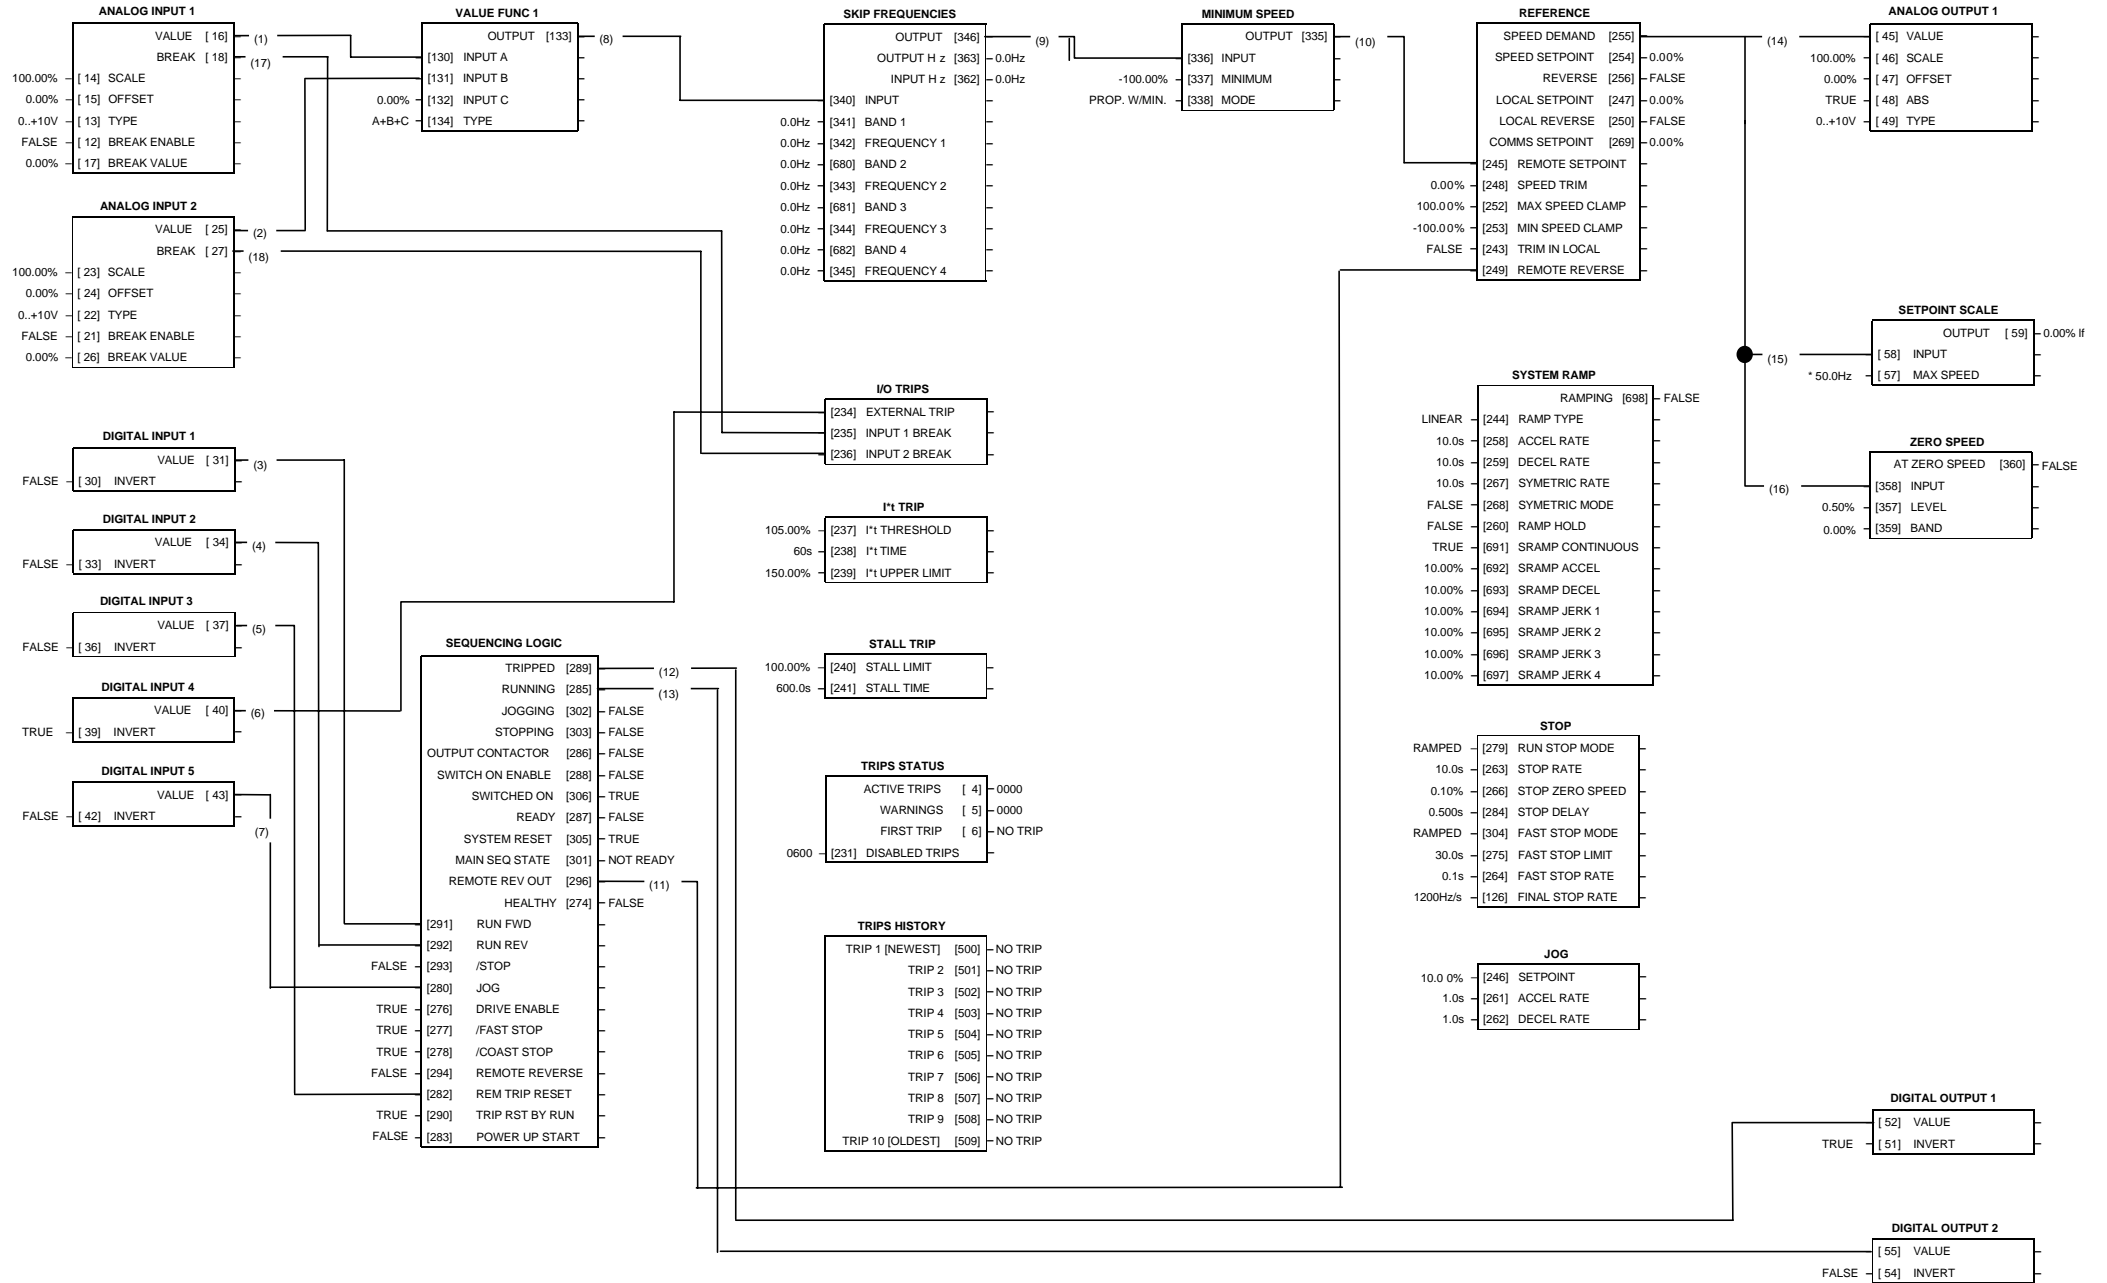 ANALOG INPUT 1
VALUE [ 16] (1)
BREAK [ 18] (17)
100.00% [ 14] SCALE
0.00% [ 15] OFFSET
0..+10V [ 13] TYPE
FALSE [ 12] BREAK ENABLE
0.00% [ 17] BREAK VALUE
ANALOG INPUT 2
VALUE [ 25] (2)
BREAK [ 27] (18)
100.00% [ 23] SCALE
0.00% [ 24] OFFSET
0..+10V [ 22] TYPE
FALSE [ 21] BREAK ENABLE
0.00% [ 26] BREAK VALUE
DIGITAL INPUT 1
VALUE [ 31] (3)
FALSE [ 30] INVERT
DIGITAL INPUT 2
VALUE [ 34] (4)
FALSE [ 33] INVERT
DIGITAL INPUT 3
VALUE [ 37] (5)
FALSE [ 36] INVERT
DIGITAL INPUT 4
VALUE [ 40] (6)
TRUE [ 39] INVERT
DIGITAL INPUT 5
VALUE [ 43]
(7)
FALSE [ 42] INVERT
VALUE FUNC 1
OUTPUT [133] (8)
[130] INPUT A
[131] INPUT B
0.00% [132] INPUT C
A+B+C [134] TYPE
SEQUENCING LOGIC
TRIPPED [289] (12)
RUNNING [285] (13)
JOGGING [302] FALSE
STOPPING [303] FALSE
OUTPUT CONTACTOR [286] FALSE
SWITCH ON ENABLE [288] FALSE
SWITCHED ON [306] TRUE
READY [287] FALSE
SYSTEM RESET [305] TRUE
MAIN SEQ STATE [301] NOT READY
REMOTE REV OUT [296] (11)
HEALTHY [274] FALSE
[291] RUN FWD
[292] RUN REV
FALSE [293] /STOP
[280] JOG
TRUE [276] DRIVE ENABLE
TRUE [277] /FAST STOP
TRUE [278] /COAST STOP
FALSE [294] REMOTE REVERSE
[282] REM TRIP RESET
TRUE [290] TRIP RST BY RUN
FALSE [283] POWER UP START
SKIP FREQUENCIES
OUTPUT [346] (9)
OUTPUT H z [363] 0.0Hz
INPUT H z [362] 0.0Hz
[340] INPUT
0.0Hz [341] BAND 1
0.0Hz [342] FREQUENCY 1
0.0Hz [680] BAND 2
0.0Hz [343] FREQUENCY 2
0.0Hz [681] BAND 3
0.0Hz [344] FREQUENCY 3
0.0Hz [682] BAND 4
0.0Hz [345] FREQUENCY 4
I/O TRIPS
[234] EXTERNAL TRIP
[235] INPUT 1 BREAK
[236] INPUT 2 BREAK
I*t TRIP
105.00% [237] I*t THRESHOLD
60s [238] I*t TIME
150.00% [239] I*t UPPER LIMIT
STALL TRIP
100.00% [240] STALL LIMIT
600.0s [241] STALL TIME
TRIPS STATUS
ACTIVE TRIPS [ 4] 0000
WARNINGS [ 5] 0000
FIRST TRIP [ 6] NO TRIP
0600 [231] DISABLED TRIPS
TRIPS HISTORY
TRIP 1 [NEWEST] [500] NO TRIP
TRIP 2 [501] NO TRIP
TRIP 3 [502] NO TRIP
TRIP 4 [503] NO TRIP
TRIP 5 [504] NO TRIP
TRIP 6 [505] NO TRIP
TRIP 7 [506] NO TRIP
TRIP 8 [507] NO TRIP
TRIP 9 [508] NO TRIP
TRIP 10 [OLDEST] [509] NO TRIP
MINIMUM SPEED
OUTPUT [335] (10)
[336] INPUT
-100.00% [337] MINIMUM
PROP. W/MIN. [338] MODE
REFERENCE
SPEED DEMAND [255] (14)
SPEED SETPOINT [254] 0.00%
REVERSE [256] FALSE
LOCAL SETPOINT [247] 0.00%
LOCAL REVERSE [250] FALSE
COMMS SETPOINT [269] 0.00%
[245] REMOTE SETPOINT
0.00% [248] SPEED TRIM
100.00% [252] MAX SPEED CLAMP
-100.00% [253] MIN SPEED CLAMP
FALSE [243] TRIM IN LOCAL
[249] REMOTE REVERSE
SYSTEM RAMP
RAMPING [698] FALSE
LINEAR [244] RAMP TYPE
10.0s [258] ACCEL RATE
10.0s [259] DECEL RATE
10.0s [267] SYMETRIC RATE
FALSE [268] SYMETRIC MODE
FALSE [260] RAMP HOLD
TRUE [691] SRAMP CONTINUOUS
10.00% [692] SRAMP ACCEL
10.00% [693] SRAMP DECEL
10.00% [694] SRAMP JERK 1
10.00% [695] SRAMP JERK 2
10.00% [696] SRAMP JERK 3
10.00% [697] SRAMP JERK 4
STOP
RAMPED [279] RUN STOP MODE
10.0s [263] STOP RATE
0.10% [266] STOP ZERO SPEED
0.500s [284] STOP DELAY
RAMPED [304] FAST STOP MODE
30.0s [275] FAST STOP LIMIT
0.1s [264] FAST STOP RATE
1200Hz/s [126] FINAL STOP RATE
JOG
10.0 0% [246] SETPOINT
1.0s [261] ACCEL RATE
1.0s [262] DECEL RATE
ANALOG OUTPUT 1
[ 45] VALUE
100.00% [ 46] SCALE
0.00% [ 47] OFFSET
TRUE [ 48] ABS
0..+10V [ 49] TYPE
SETPOINT SCALE
OUTPUT [ 59] 0.00% If
(15) [ 58] INPUT
* 50.0Hz [ 57] MAX SPEED
ZERO SPEED
AT ZERO SPEED [360] FALSE
(16) [358] INPUT
0.50% [357] LEVEL
0.00% [359] BAND
DIGITAL OUTPUT 1
[ 52] VALUE
TRUE [ 51] INVERT
DIGITAL OUTPUT 2
[ 55] VALUE
FALSE [ 54] INVERT